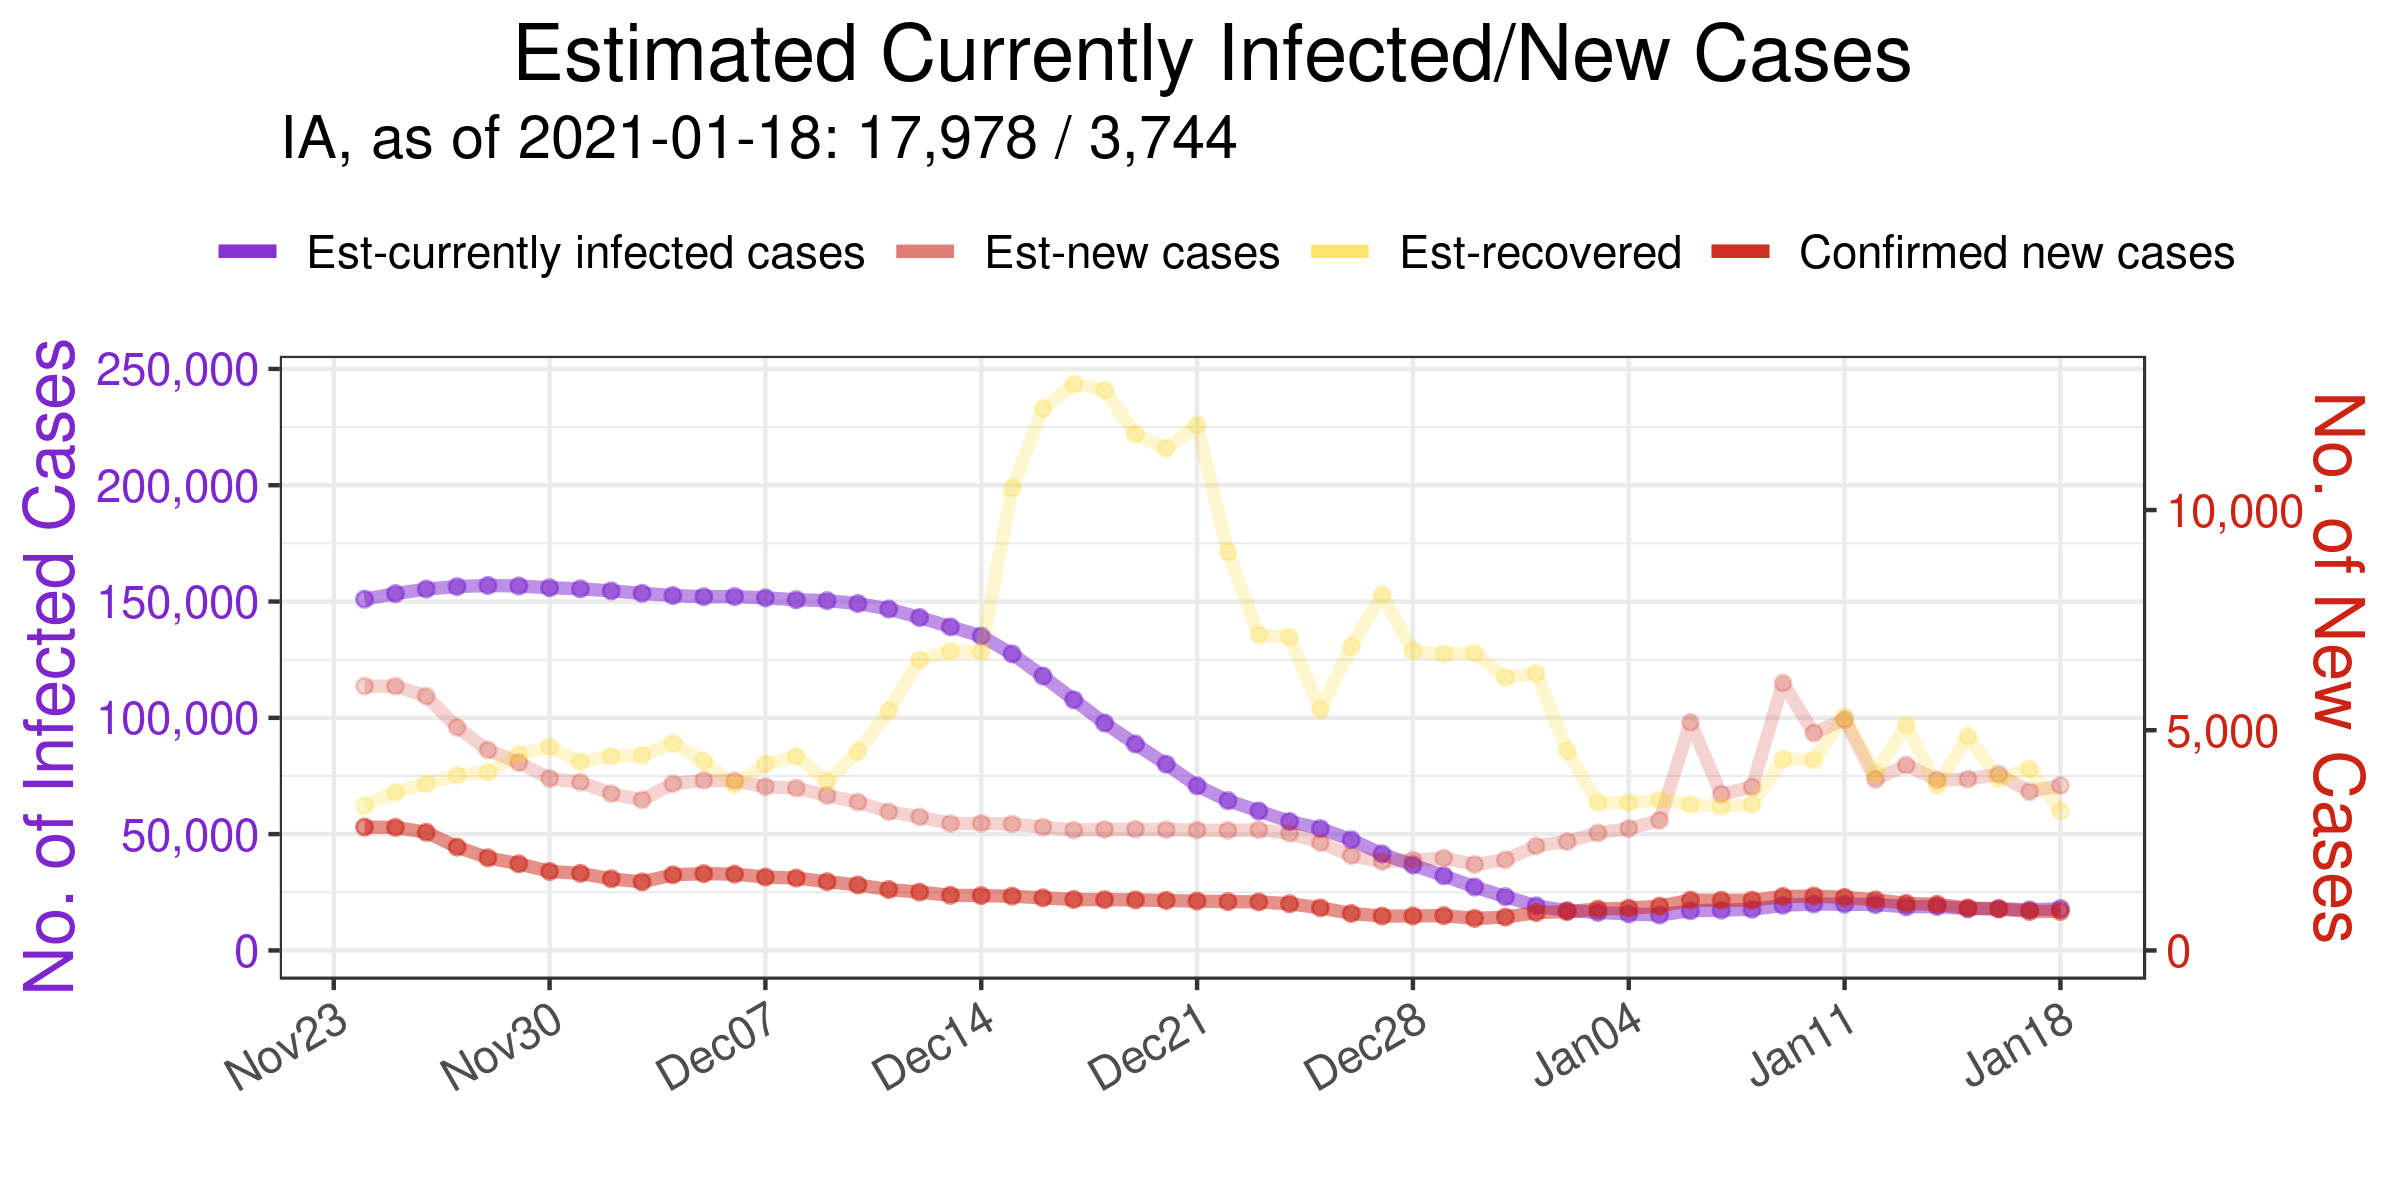 Estimated Currently Infected/New Cases
IA, as of 2021-01-18: 17,978 / 3,744
Est-currently infected cases Est-new cases Est-recovered Confirmed new cases
No. of Infected Cases
250,000
200,000
150,000
100,000
50,000
0
10,000
5,000
0
No. of New Cases
Nov23 Nov30 Dec07 Dec14 Dec21 Dec28 Jan04 Jan11 Jan18